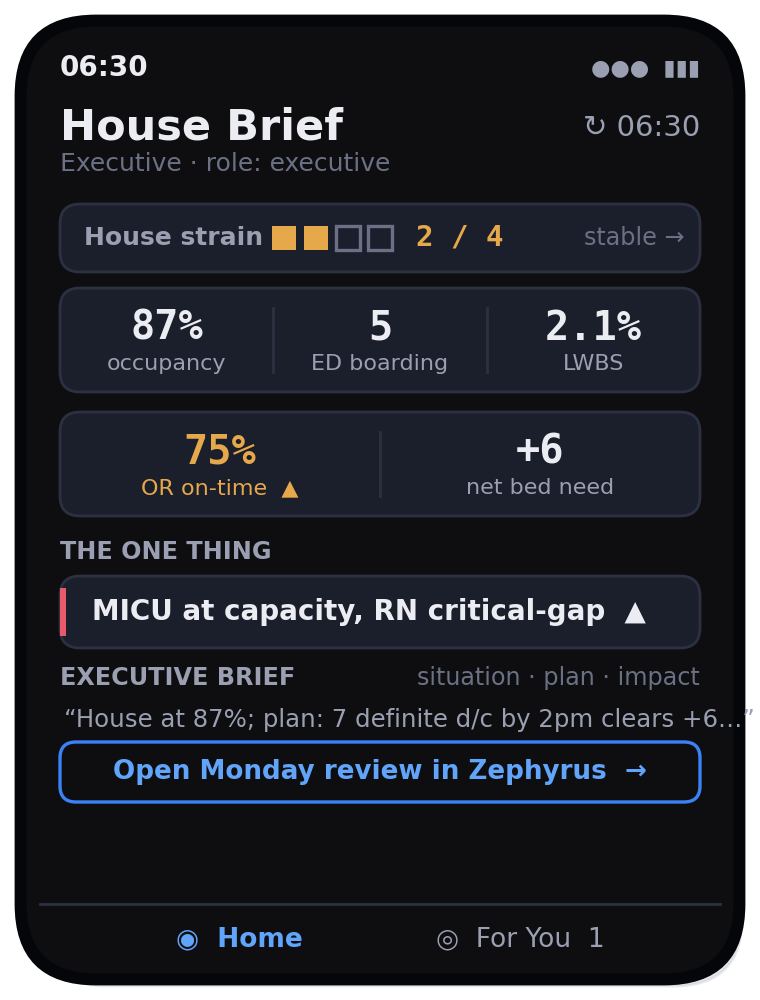 06:30 ●●● ▮▮▮
House Brief ↻ 06:30
Executive · role: executive
House strain ■■□□ 2 / 4 stable →
87% 5 2.1%
occupancy ED boarding LWBS
75% +6
OR on-time ▲ net bed need
THE ONE THING
MICU at capacity, RN critical-gap ▲
EXECUTIVE BRIEF situation · plan · impact
“House at 87%; plan: 7 definite d/c by 2pm clears +6…”
Open Monday review in Zephyrus →
◉ Home ◎ For You 1